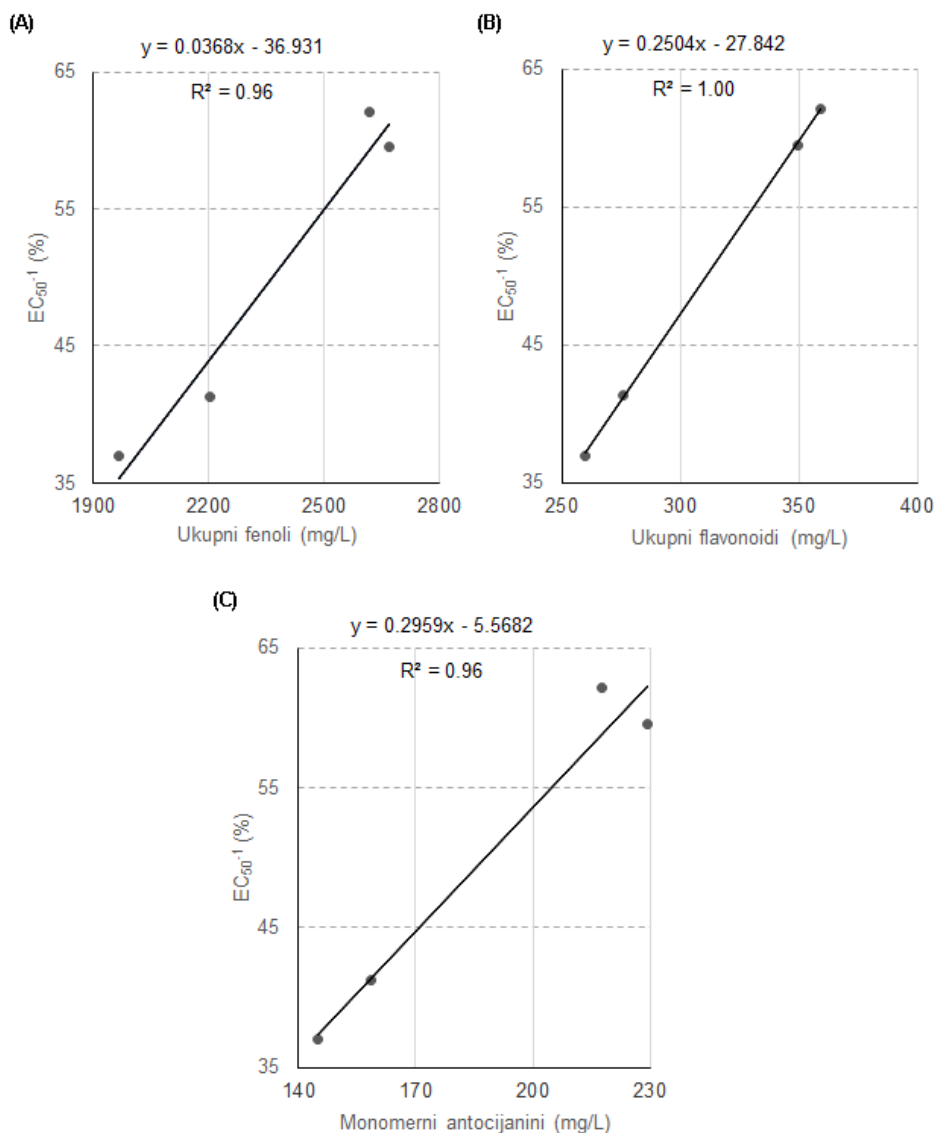 (A)
y = 0.0368x - 36.931
R² = 0.96
65
55
45
35
EC₅₀⁻¹ (%)
1900 2200 2500 2800
Ukupni fenoli (mg/L)
(B)
y = 0.2504x - 27.842
R² = 1.00
65
55
45
35
EC₅₀⁻¹ (%)
250 300 350 400
Ukupni flavonoidi (mg/L)
(C)
y = 0.2959x - 5.5682
R² = 0.96
65
55
45
35
EC₅₀⁻¹ (%)
140 170 200 230
Monomerni antocijanini (mg/L)